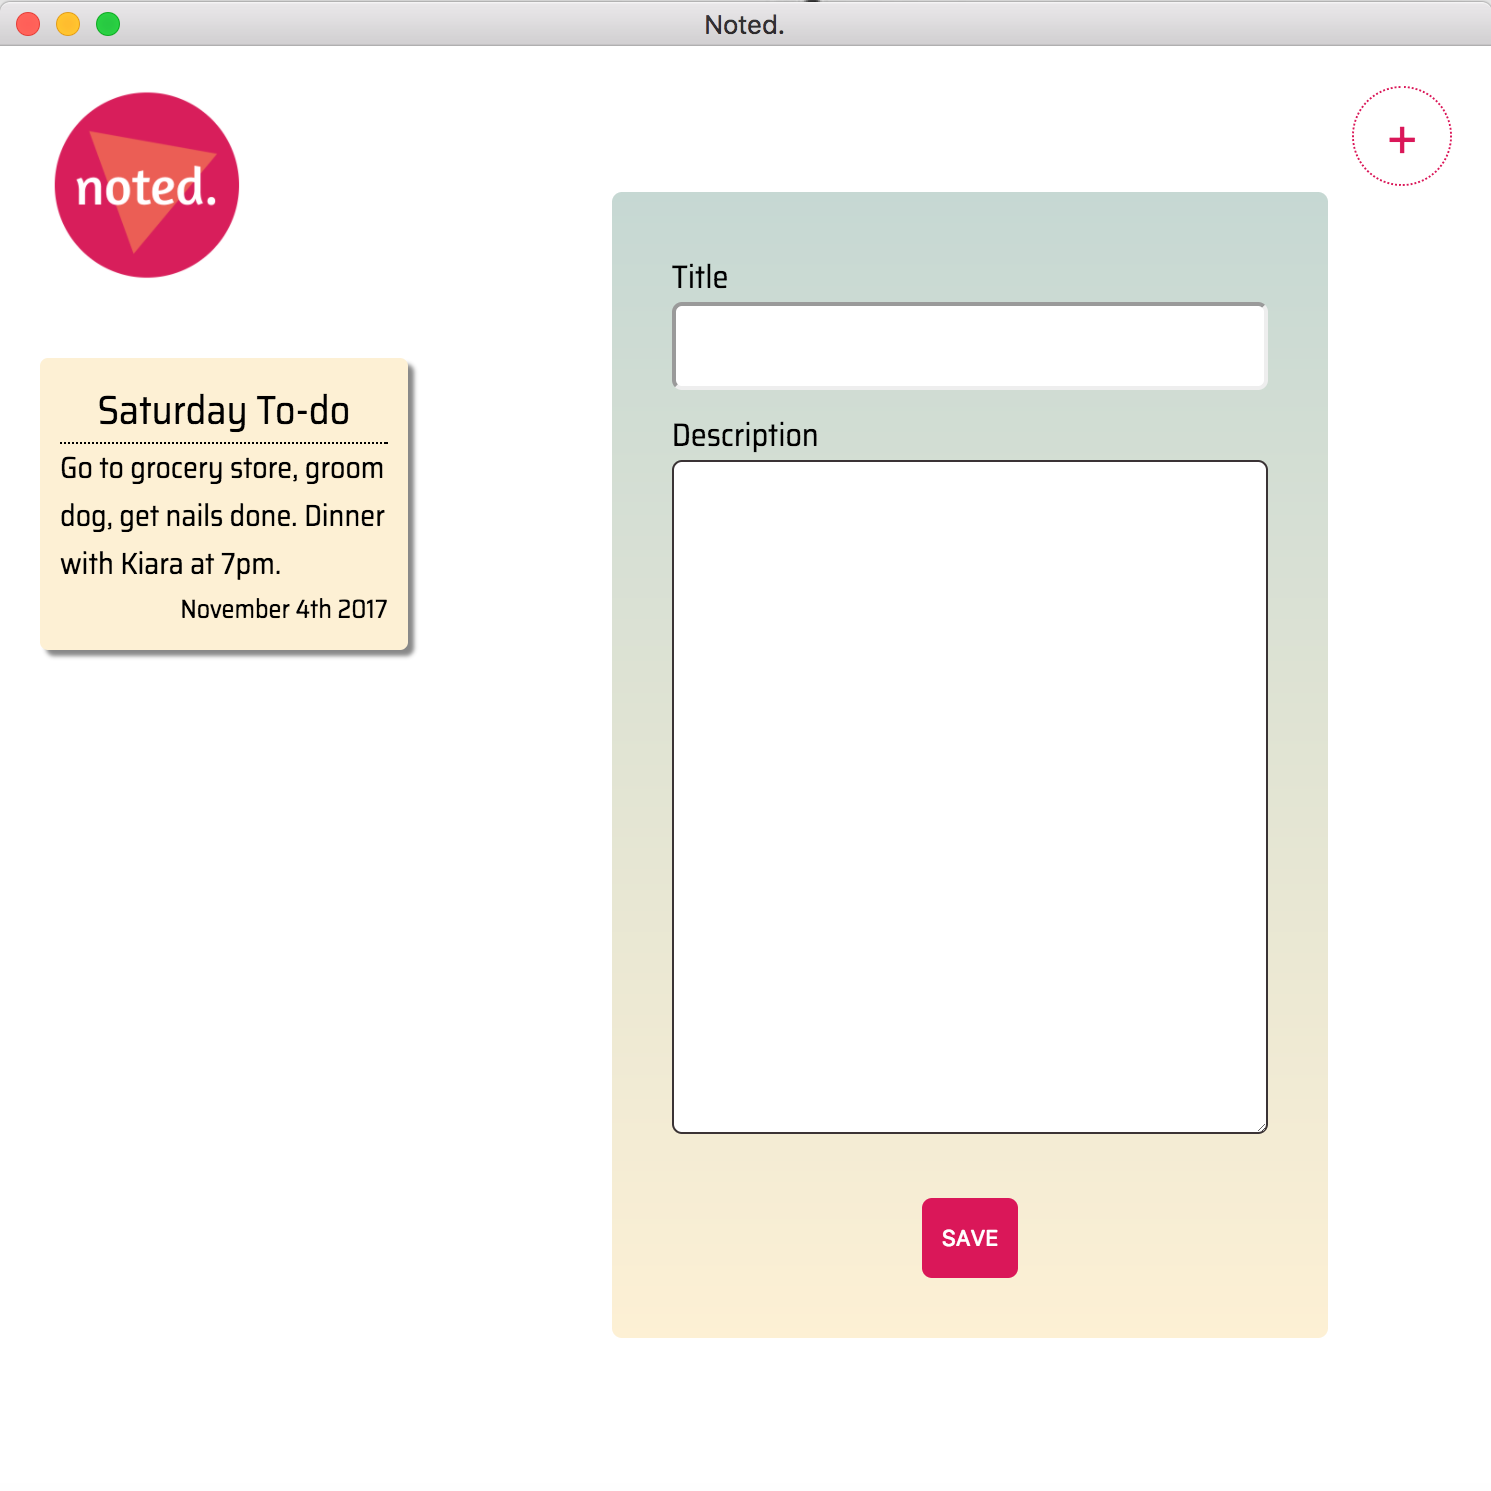 Noted.
noted.
+
Title
Description
Saturday To-do
Go to grocery store, groom
dog, get nails done. Dinner
with Kiara at 7pm.
November 4th 2017
SAVE